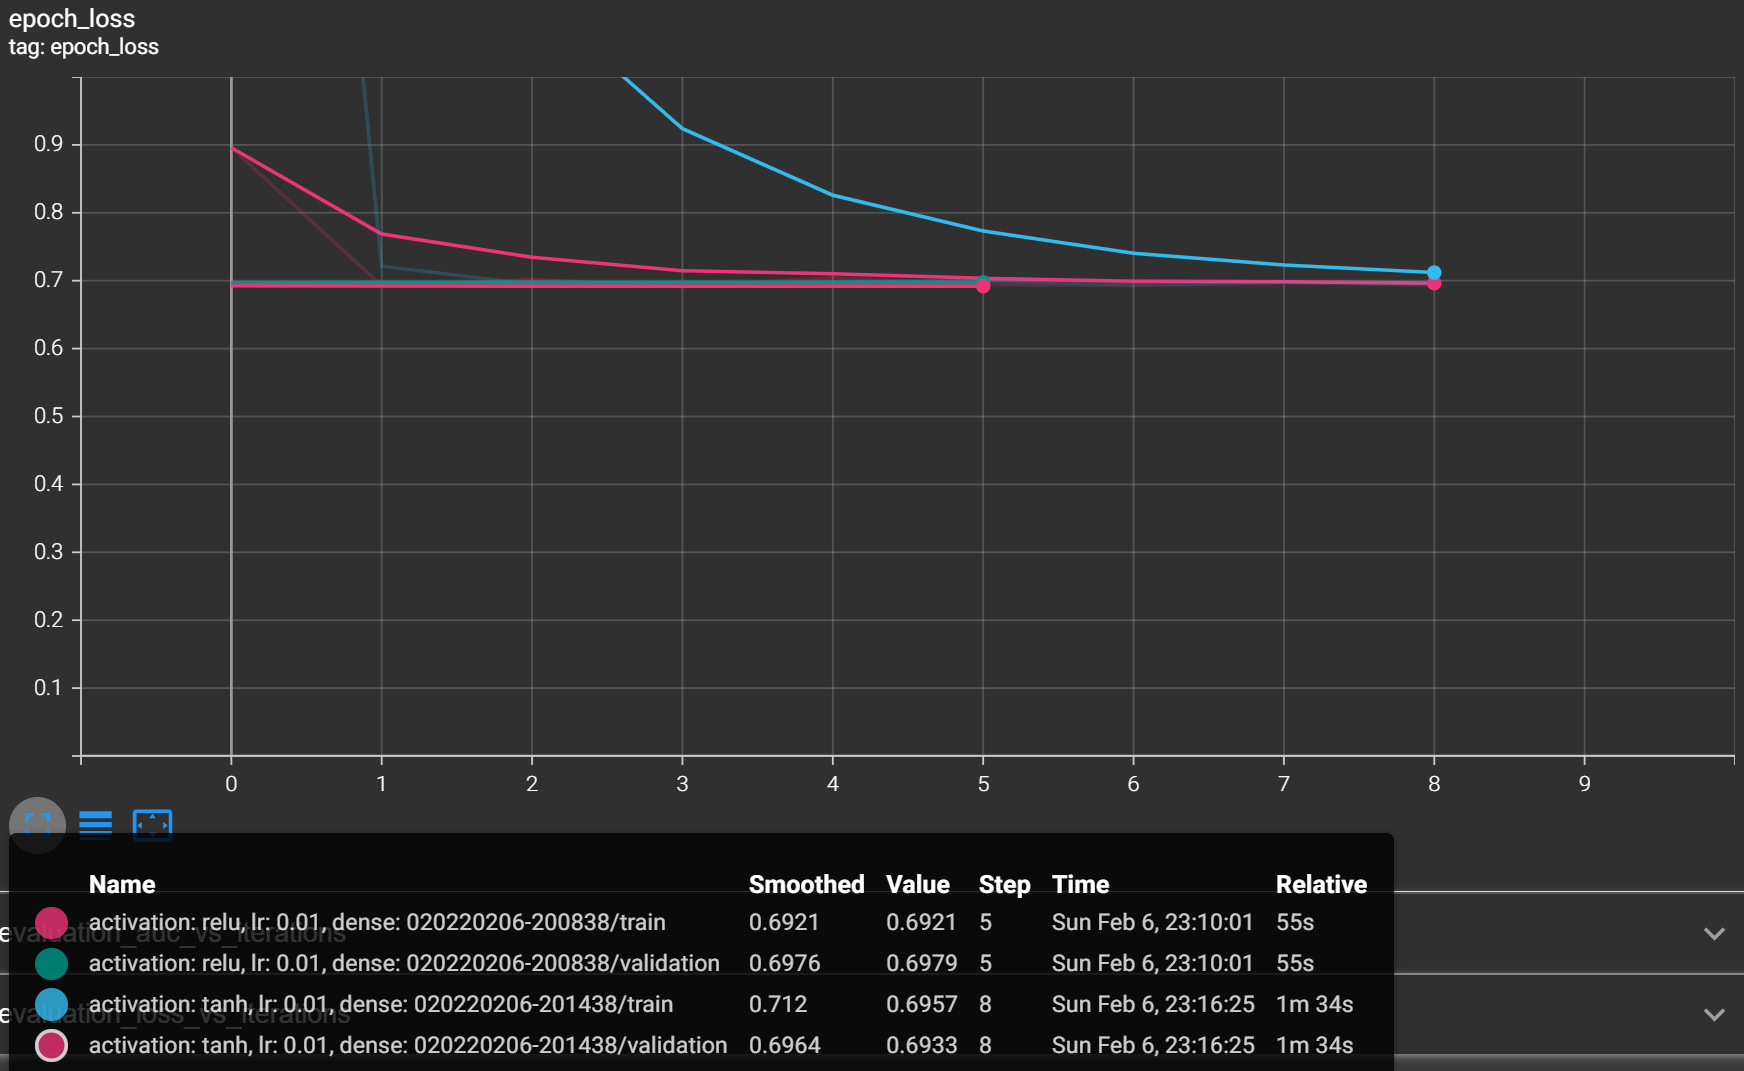 epoch_loss
tag: epoch_loss
0.9
0.8
0.7
0.6
0.5
0.4
0.3
0.2
0.1
0 1 2 3 4 5 6 7 8 9
Name Smoothed Value Step Time Relative
activation: relu, lr: 0.01, dense: 020220206-200838/train 0.6921 0.6921 5 Sun Feb 6, 23:10:01 55s
evaluation_auc_vs_iterations
activation: relu, lr: 0.01, dense: 020220206-200838/validation 0.6976 0.6979 5 Sun Feb 6, 23:10:01 55s
activation: tanh, lr: 0.01, dense: 020220206-201438/train 0.712 0.6957 8 Sun Feb 6, 23:16:25 1m 34s
evaluation_loss_vs_iterations
activation: tanh, lr: 0.01, dense: 020220206-201438/validation 0.6964 0.6933 8 Sun Feb 6, 23:16:25 1m 34s